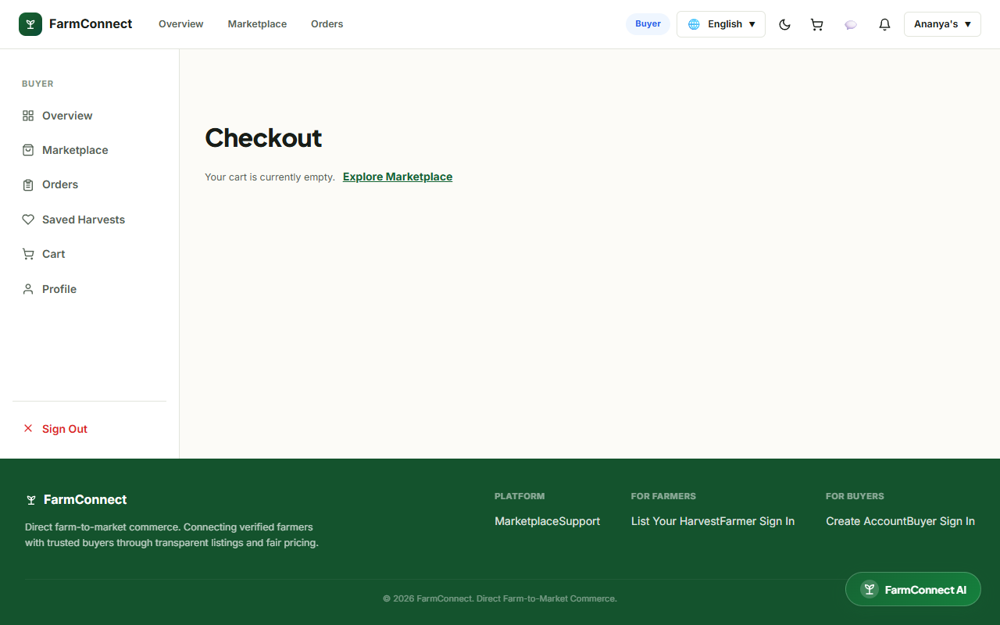 FarmConnect
Overview Marketplace Orders
Buyer
English ▼
Ananya's ▼
BUYER
Overview
Marketplace
Orders
Saved Harvests
Cart
Profile
Sign Out
Checkout
Your cart is currently empty. Explore Marketplace
FarmConnect
Direct farm-to-market commerce. Connecting verified farmers
with trusted buyers through transparent listings and fair pricing.
PLATFORM
MarketplaceSupport
FOR FARMERS
List Your HarvestFarmer Sign In
FOR BUYERS
Create AccountBuyer Sign In
© 2026 FarmConnect. Direct Farm-to-Market Commerce.
FarmConnect AI